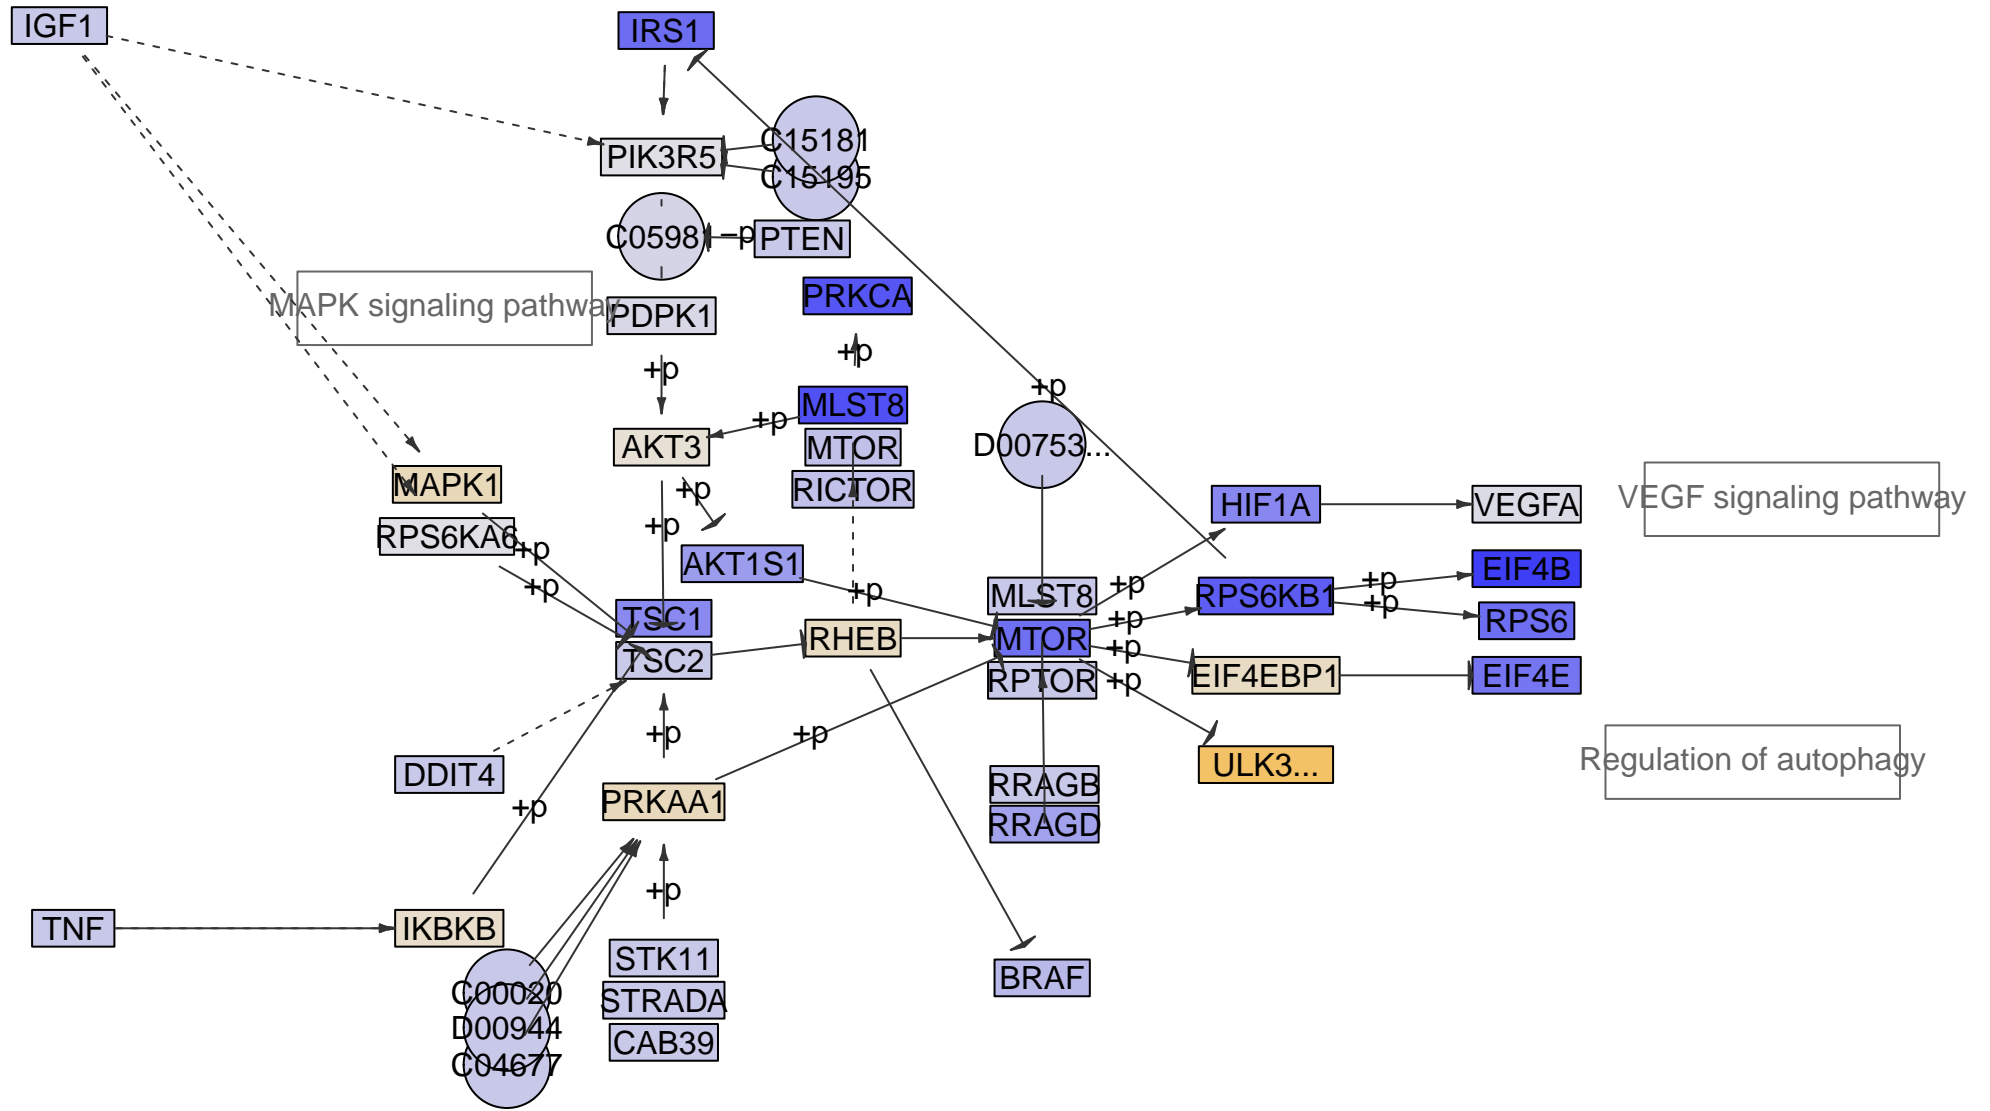 IGF1
IRS1
C15181
PIK3R5
C15195
C0598
–p
PTEN
PRKCA
MAPK signaling pathway
PDPK1
+p
+p
MLST8
+p
+p
AKT3
MTOR
D00753...
MAPK1
RICTOR
+p
HIF1A
VEGFA
VEGF signaling pathway
RPS6KA6
+p
+p
AKT1S1
EIF4B
+p
+p
+p
+p
MLST8
RPS6KB1
+p
TSC1
+p
RPS6
RHEB
MTOR
+p
TSC2
RPTOR
+p
EIF4EBP1
EIF4E
+p
+p
ULK3...
Regulation of autophagy
DDIT4
RRAGB
PRKAA1
+p
RRAGD
+p
TNF
IKBKB
STK11
BRAF
C00020
STRADA
D00944
CAB39
C04677